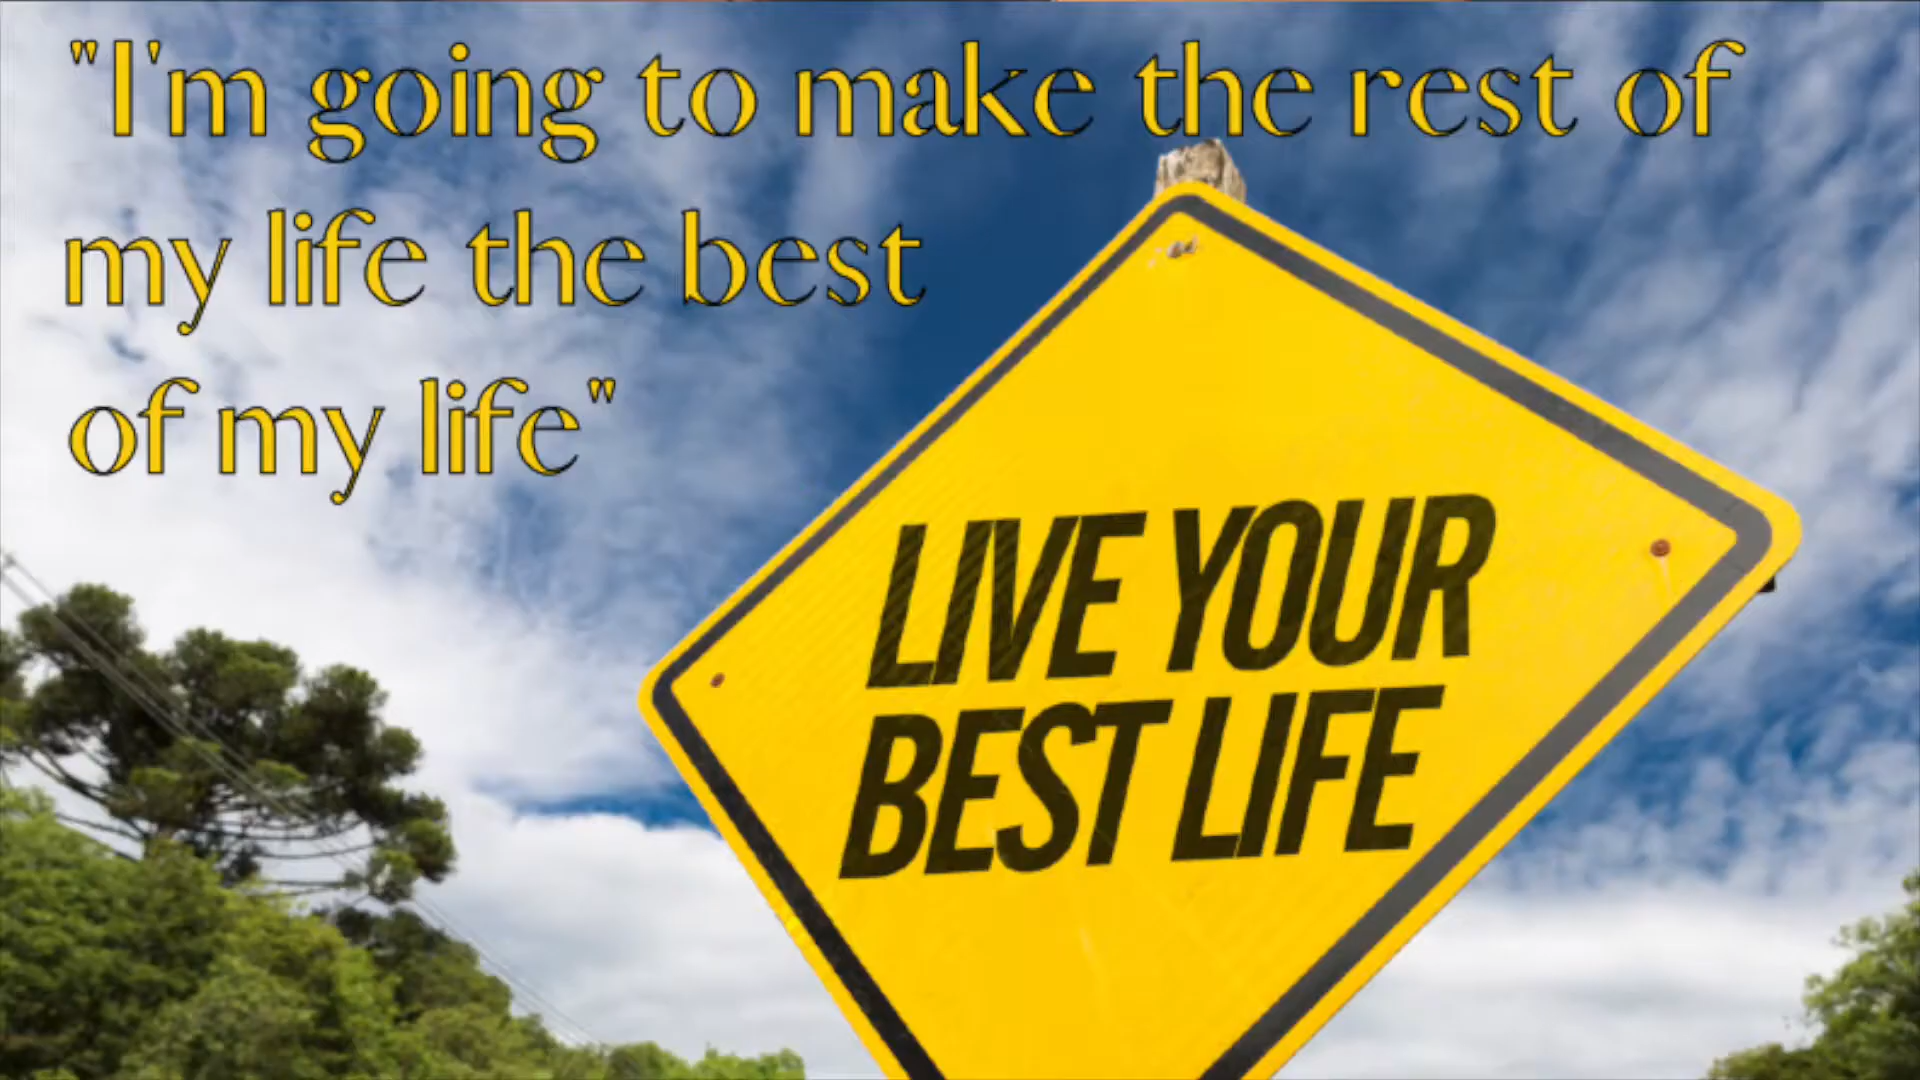 "I'm going to make the rest of
my life the best
of my life"
LIVE YOUR
BEST LIFE